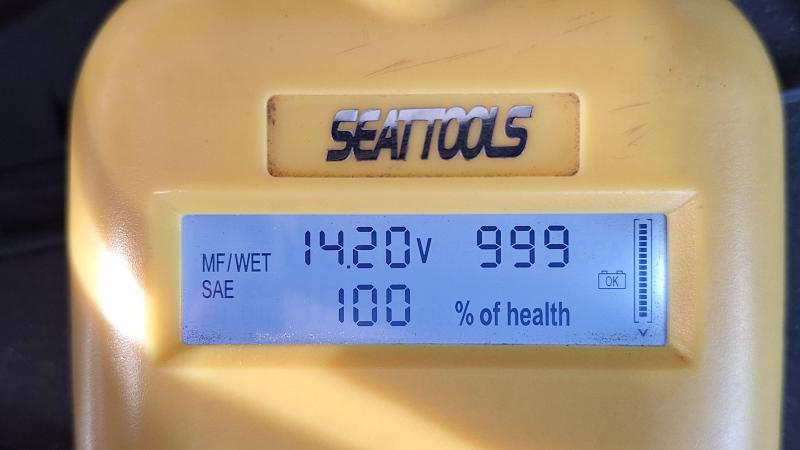 SEATTOOLS
MF/WET 14.20V 999
SAE 100 % of health
OK